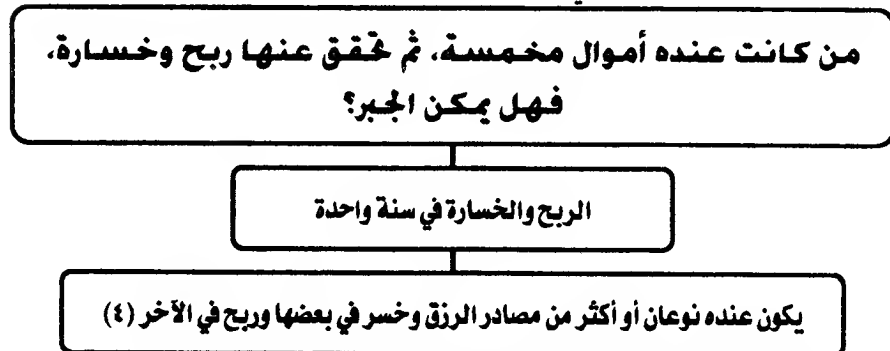 من كانت عنده أموال مخمسة، ثم تحقق عنها ربح وخسارة،
فهل يمكن الجبر؟
الربح والخسارة في سنة واحدة
يكون عنده نوعان أو أكثر من مصادر الرزق وخسر في بعضها وربح في الآخر (٤)